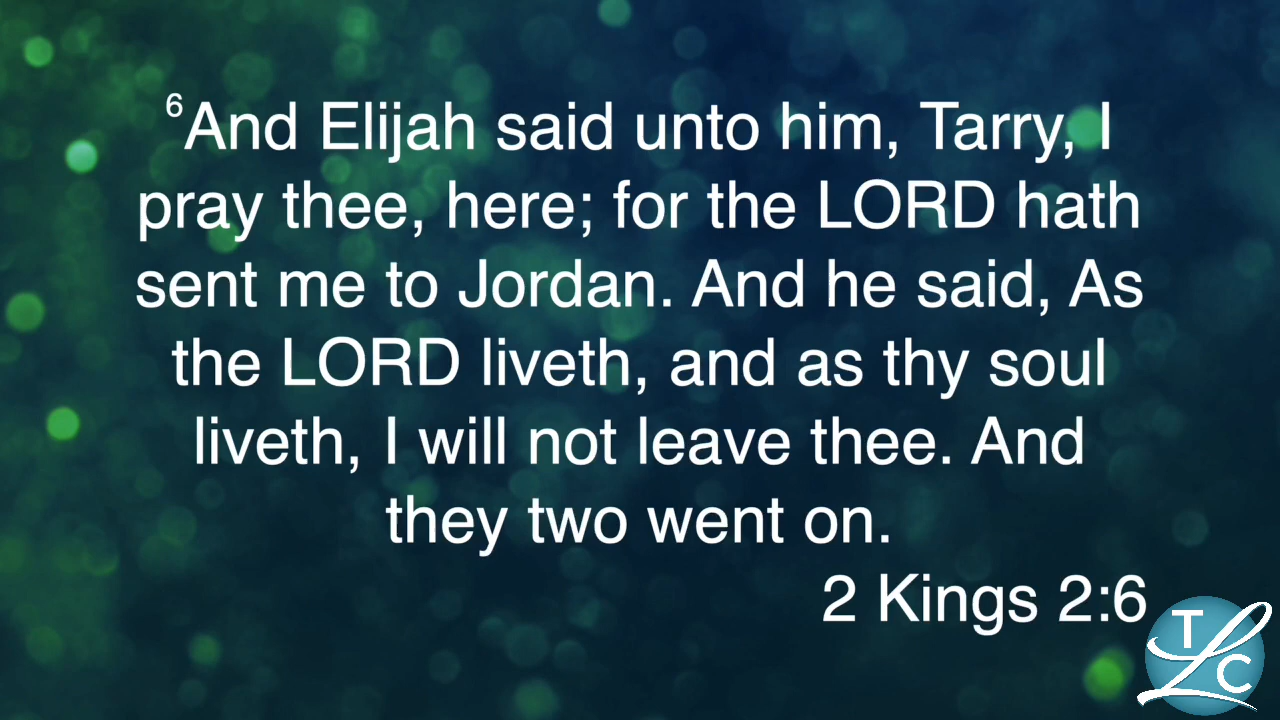 ⁶And Elijah said unto him, Tarry, I
pray thee, here; for the LORD hath
sent me to Jordan. And he said, As
the LORD liveth, and as thy soul
liveth, I will not leave thee. And
they two went on.
2 Kings 2:6
TLC